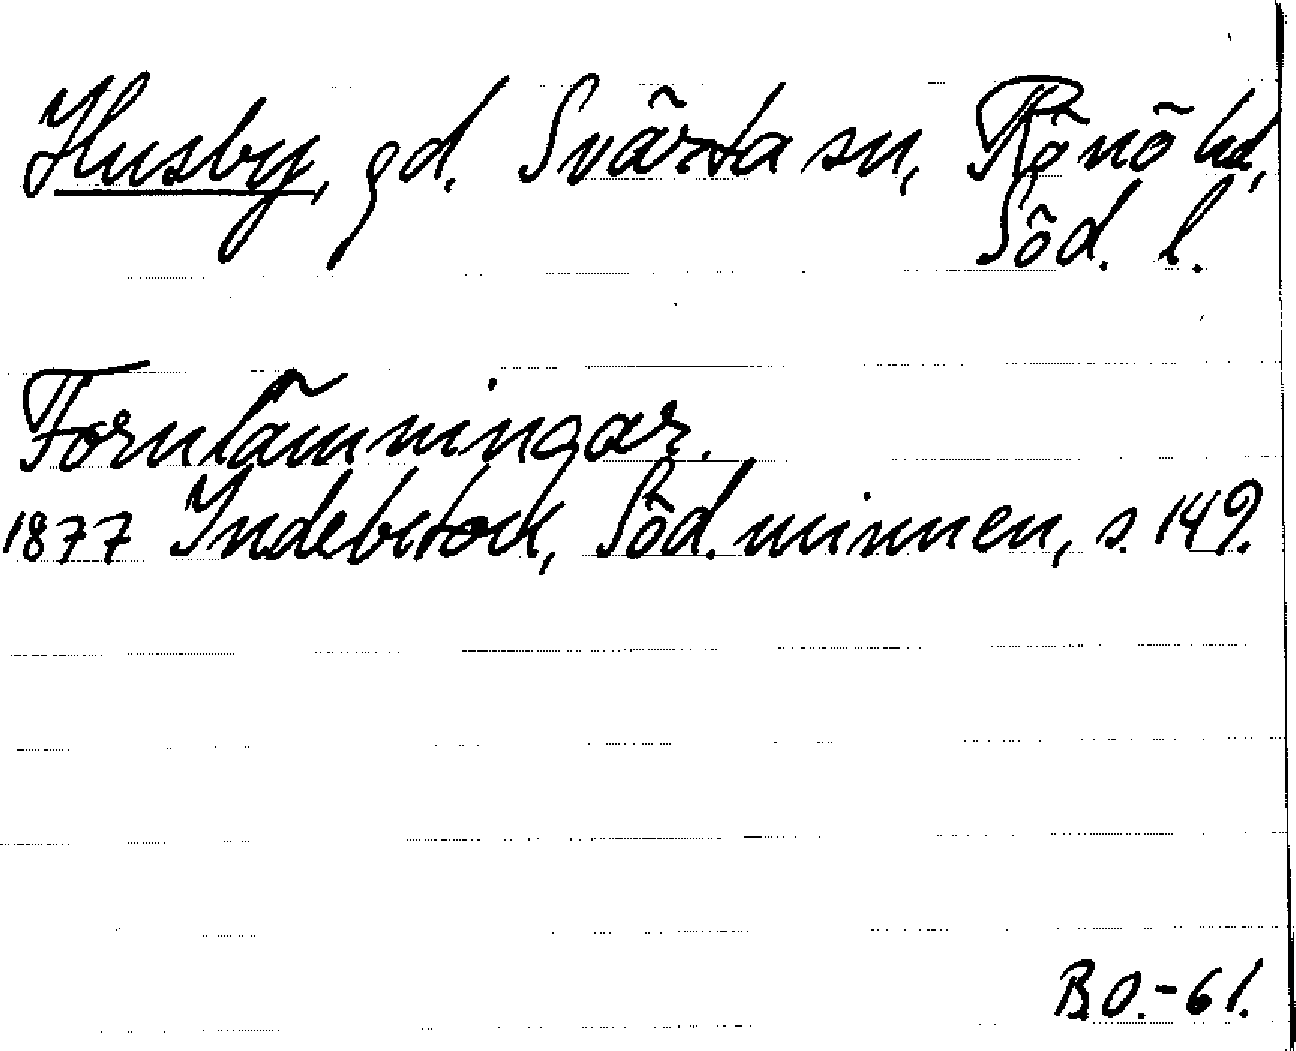 Husby, gd. Svärta sn, Rönö hd,
Söd. l.
Fornlämningar.
1877 Indebetou, Söd. minnen, s. 149.
B.O.-61.